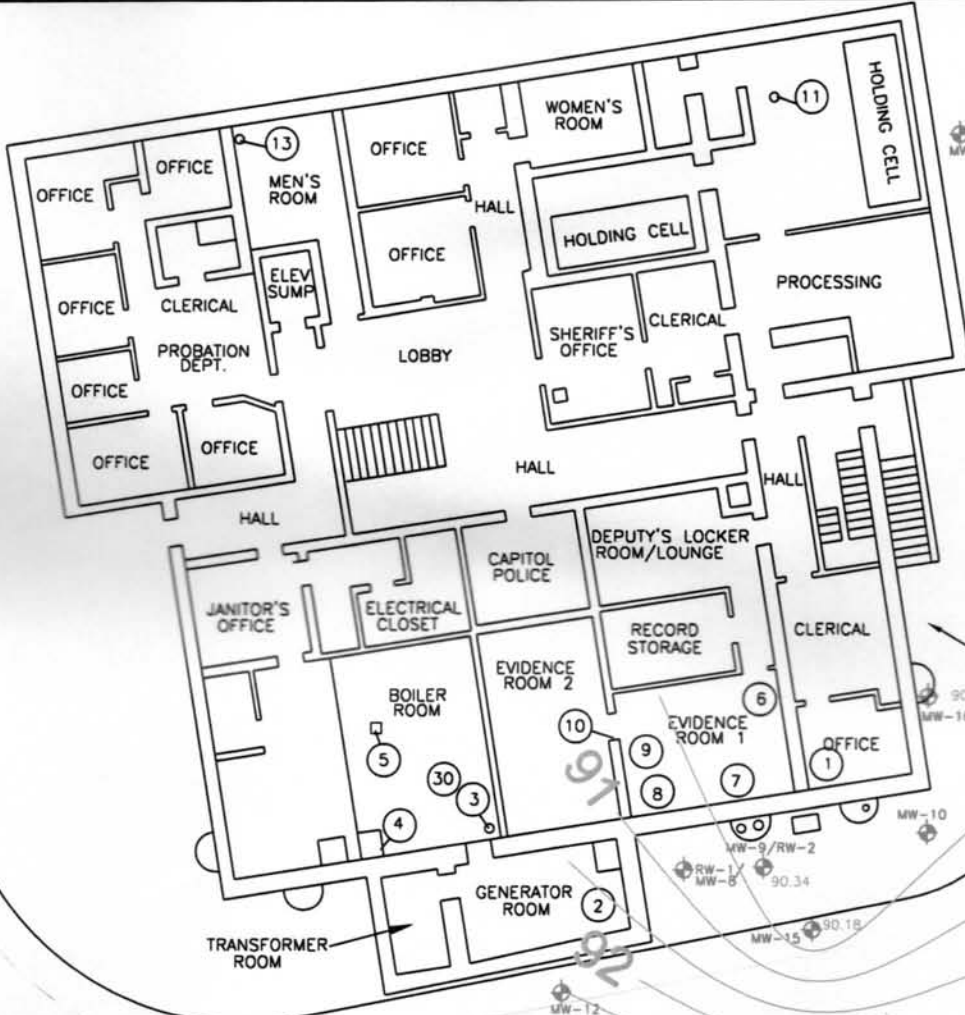 HOLDING CELL
11
WOMEN'S
ROOM
MW
13
OFFICE
OFFICE
OFFICE
MEN'S
ROOM
HALL
HOLDING CELL
OFFICE
ELEV
SUMP
PROCESSING
OFFICE
CLERICAL
SHERIFF'S
OFFICE
CLERICAL
LOBBY
PROBATION
DEPT.
OFFICE
OFFICE
OFFICE
HALL
HALL
HALL
DEPUTY'S LOCKER
ROOM/LOUNGE
CAPITOL
POLICE
JANITOR'S
OFFICE
ELECTRICAL
CLOSET
RECORD
STORAGE
CLERICAL
EVIDENCE
ROOM 2
BOILER
ROOM
6
90
MW-16
EVIDENCE
ROOM 1
10
9
OFFICE
5
1
91
30
8
7
3
4
MW-10
MW-9/RW-2
RW-1/
MW-8
90.34
GENERATOR
ROOM
2
MW-15
90.18
TRANSFORMER
ROOM
92
MW-12